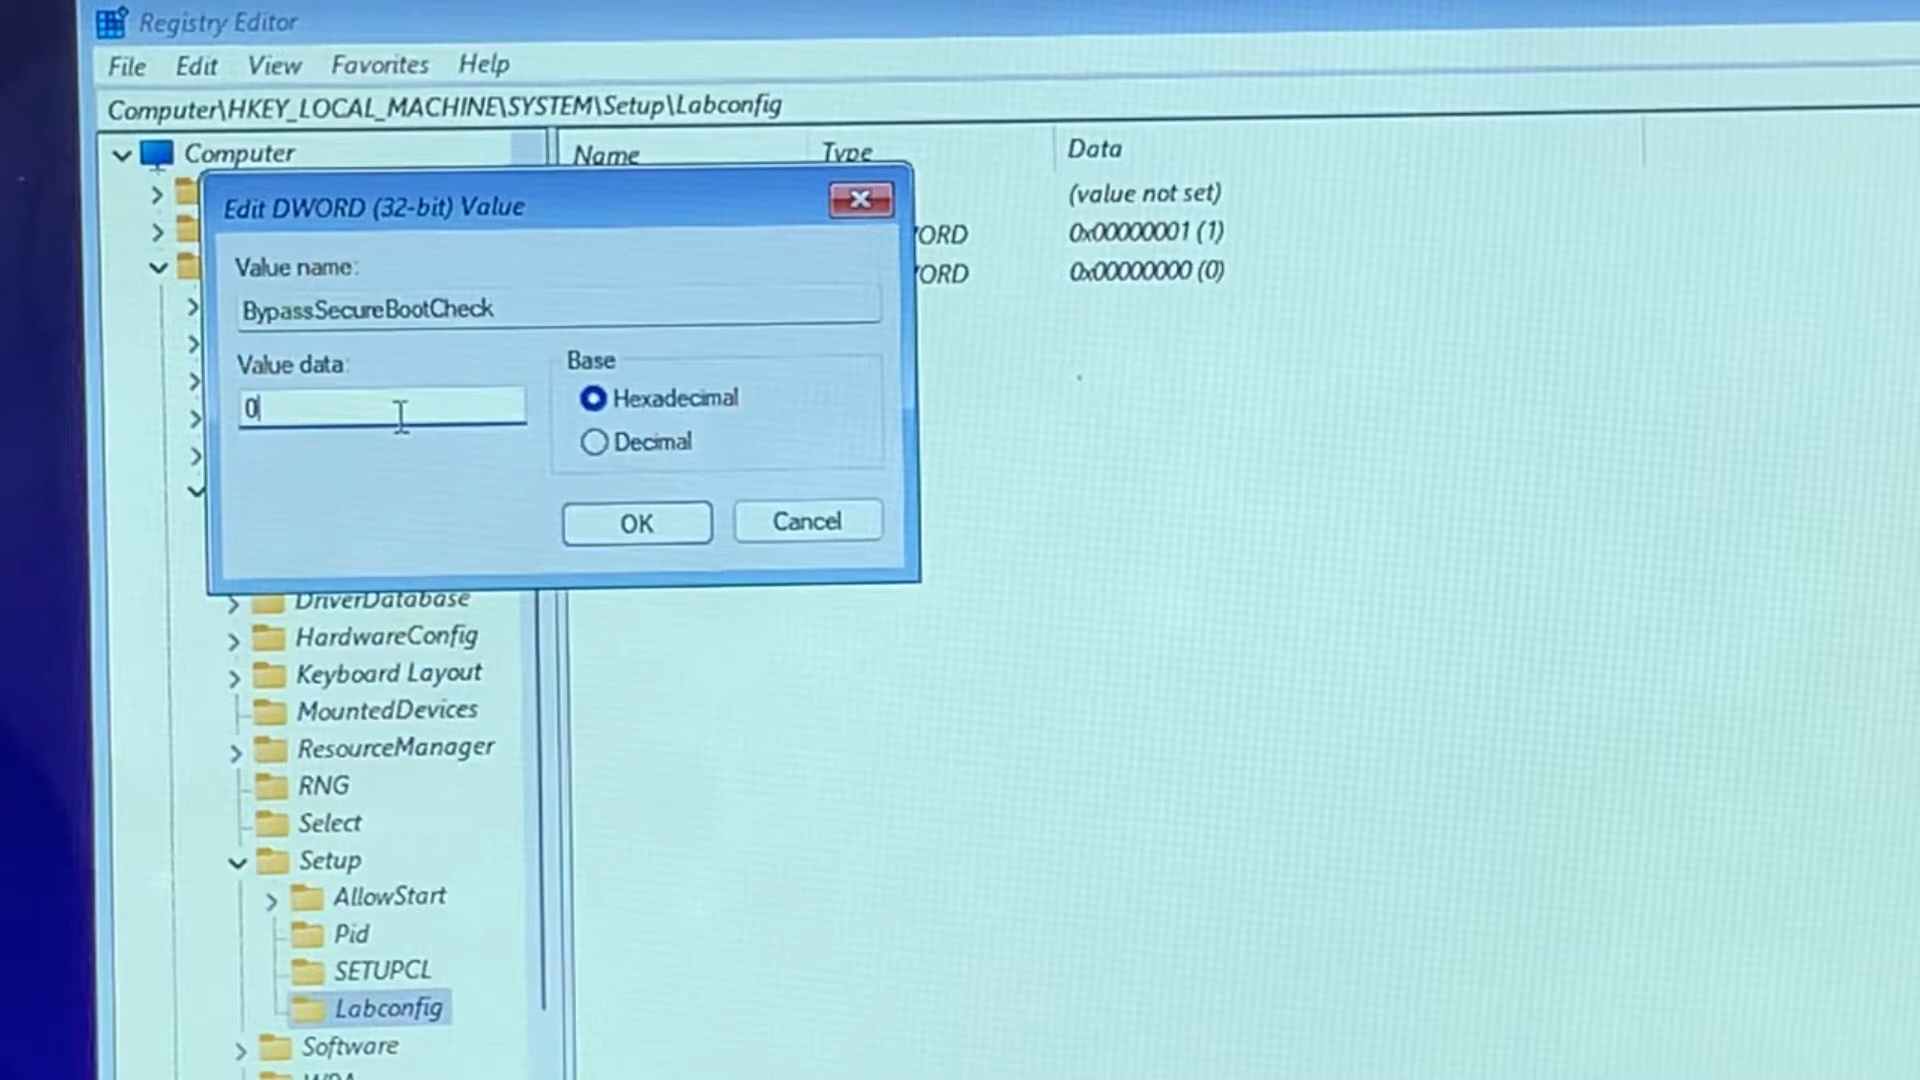 Registry Editor
File Edit View Favorites Help
Computer\HKEY_LOCAL_MACHINE\SYSTEM\Setup\Labconfig
Computer
Name Type Data
(value not set)
ORD 0x00000001 (1)
ORD 0x00000000 (0)
Edit DWORD (32-bit) Value
Value name:
BypassSecureBootCheck
Value data:
0
Base
Hexadecimal
Decimal
OK Cancel
DriverDatabase
HardwareConfig
Keyboard Layout
MountedDevices
ResourceManager
RNG
Select
Setup
AllowStart
Pid
SETUPCL
Labconfig
Software
WPA